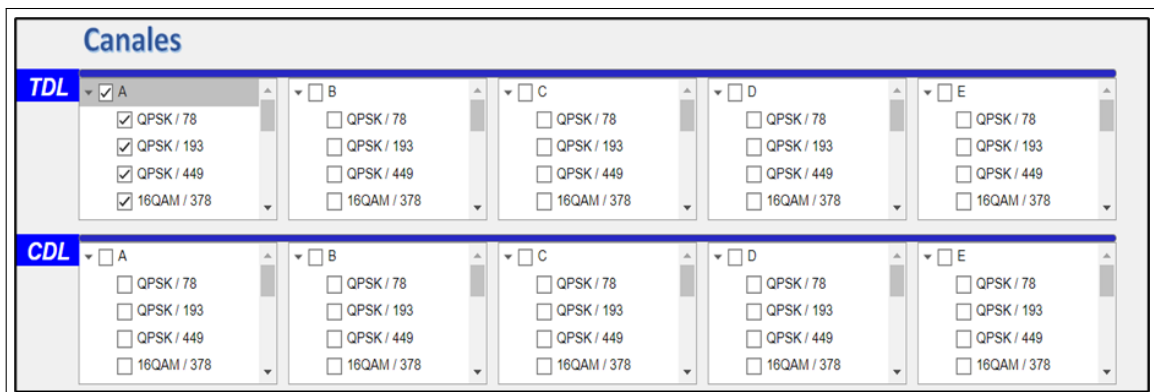 Canales
TDL A B C D E
QPSK / 78 QPSK / 78 QPSK / 78 QPSK / 78 QPSK / 78
QPSK / 193 QPSK / 193 QPSK / 193 QPSK / 193 QPSK / 193
QPSK / 449 QPSK / 449 QPSK / 449 QPSK / 449 QPSK / 449
16QAM / 378 16QAM / 378 16QAM / 378 16QAM / 378 16QAM / 378
CDL A B C D E
QPSK / 78 QPSK / 78 QPSK / 78 QPSK / 78 QPSK / 78
QPSK / 193 QPSK / 193 QPSK / 193 QPSK / 193 QPSK / 193
QPSK / 449 QPSK / 449 QPSK / 449 QPSK / 449 QPSK / 449
16QAM / 378 16QAM / 378 16QAM / 378 16QAM / 378 16QAM / 378